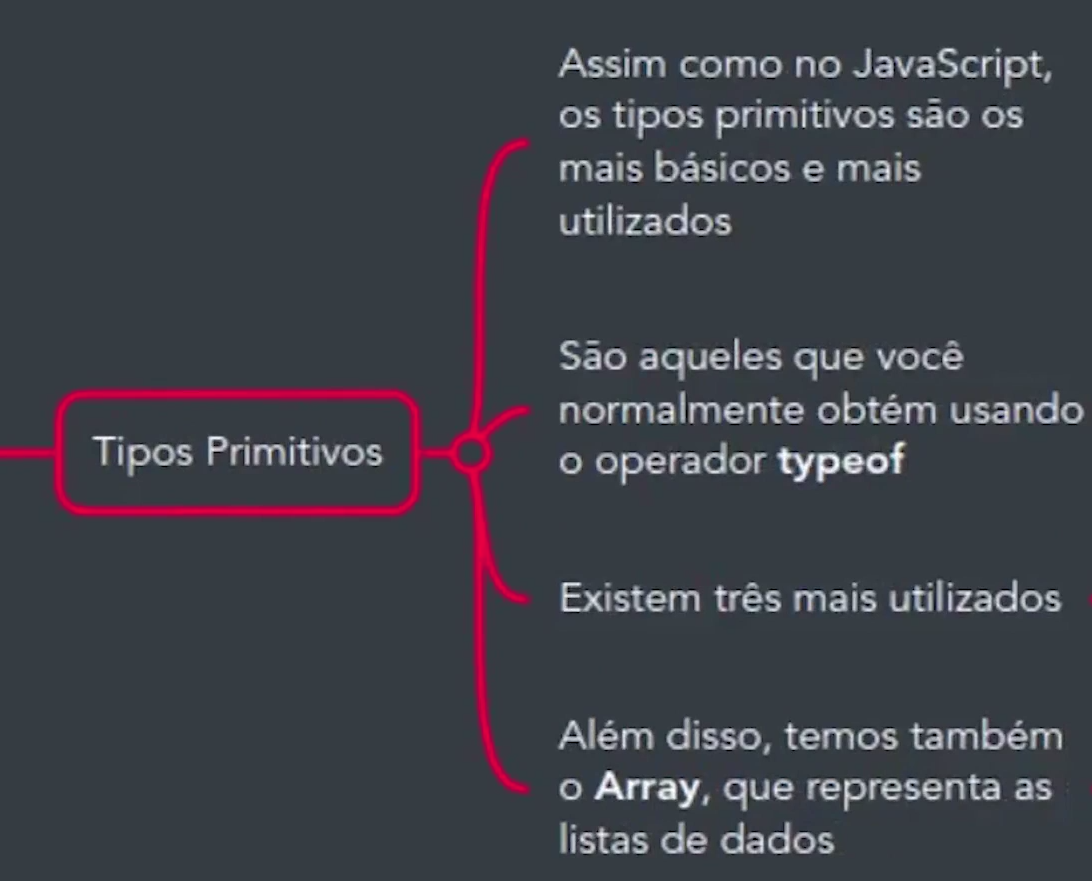 Assim como no JavaScript,
os tipos primitivos são os
mais básicos e mais
utilizados
São aqueles que você
normalmente obtém usando
o operador typeof
Tipos Primitivos
Existem três mais utilizados
Além disso, temos também
o Array, que representa as
listas de dados